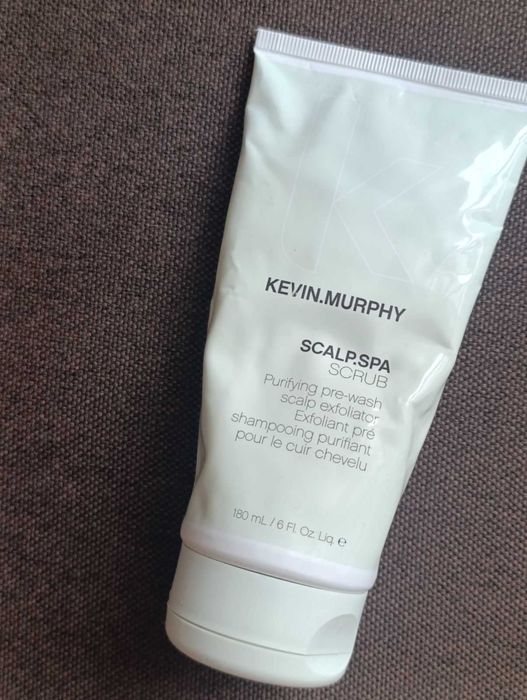 KEVIN.MURPHY
SCALP.SPA
SCRUB
Purifying pre-wash
scalp exfoliator
Exfoliant pré
shampooing purifiant
pour le cuir chevelu
180 mL / 6 Fl. Oz. Liq. ℮